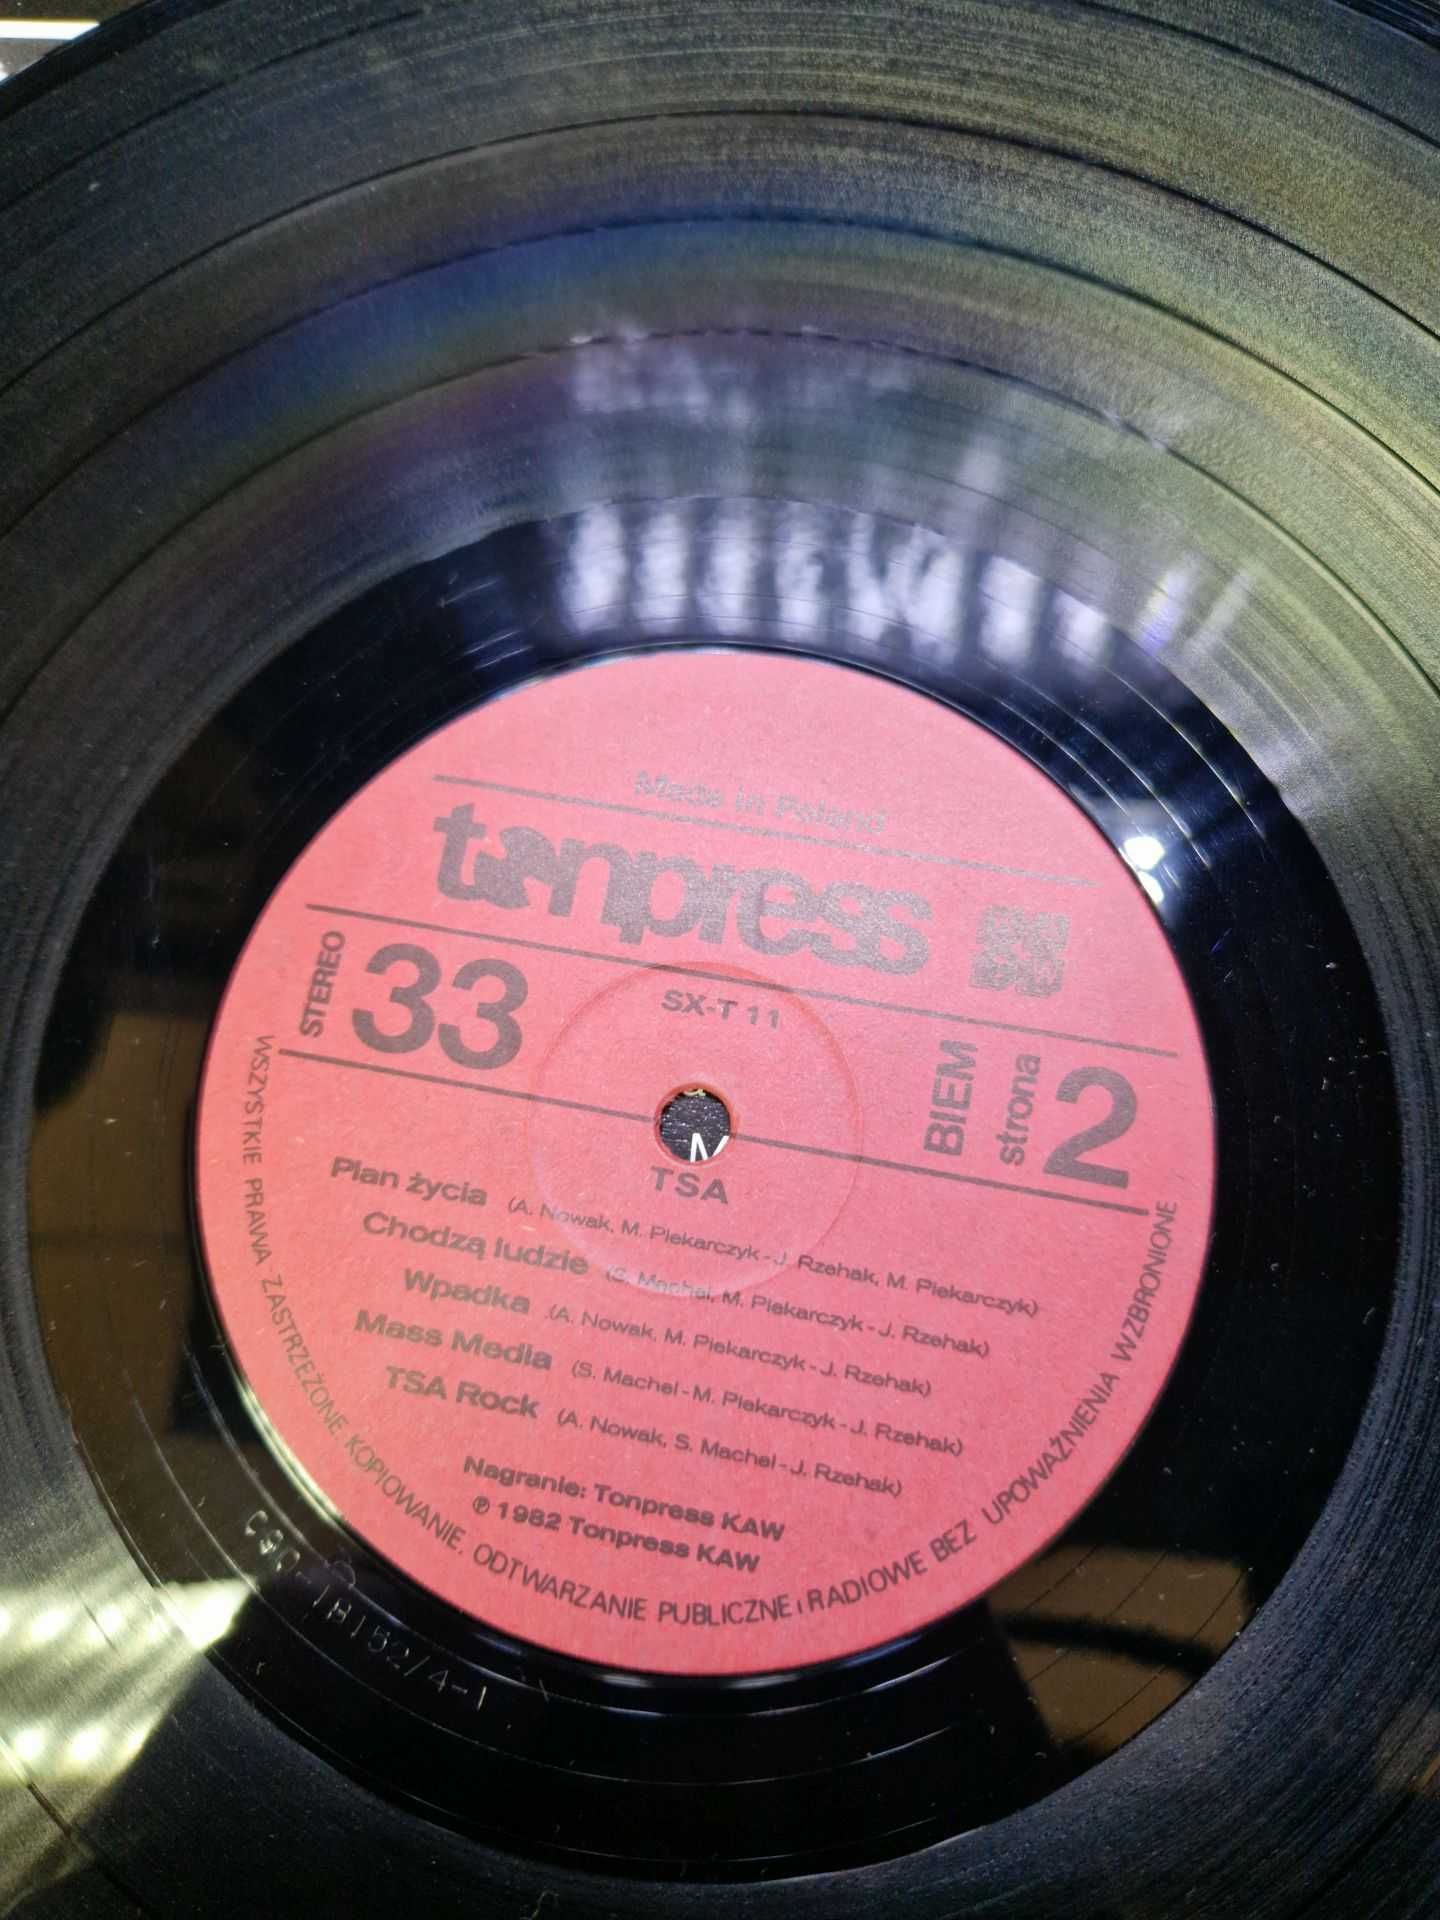 Made in Poland
tonpress
STEREO
33
SX-T 11
BIEM
strona
2
TSA
Plan życia (A. Nowak, M. Piekarczyk - J. Rzehak, M. Piekarczyk)
Chodzą ludzie (S. Machel, M. Piekarczyk - J. Rzehak)
Wpadka (A. Nowak, M. Piekarczyk - J. Rzehak)
Mass Media (S. Machel - M. Piekarczyk - J. Rzehak)
TSA Rock (A. Nowak, S. Machel - J. Rzehak)
Nagranie: Tonpress KAW
℗ 1982 Tonpress KAW
WSZYSTKIE PRAWA ZASTRZEŻONE KOPIOWANIE, ODTWARZANIE PUBLICZNE i RADIOWE BEZ UPOWAŻNIENIA WZBRONIONE
M